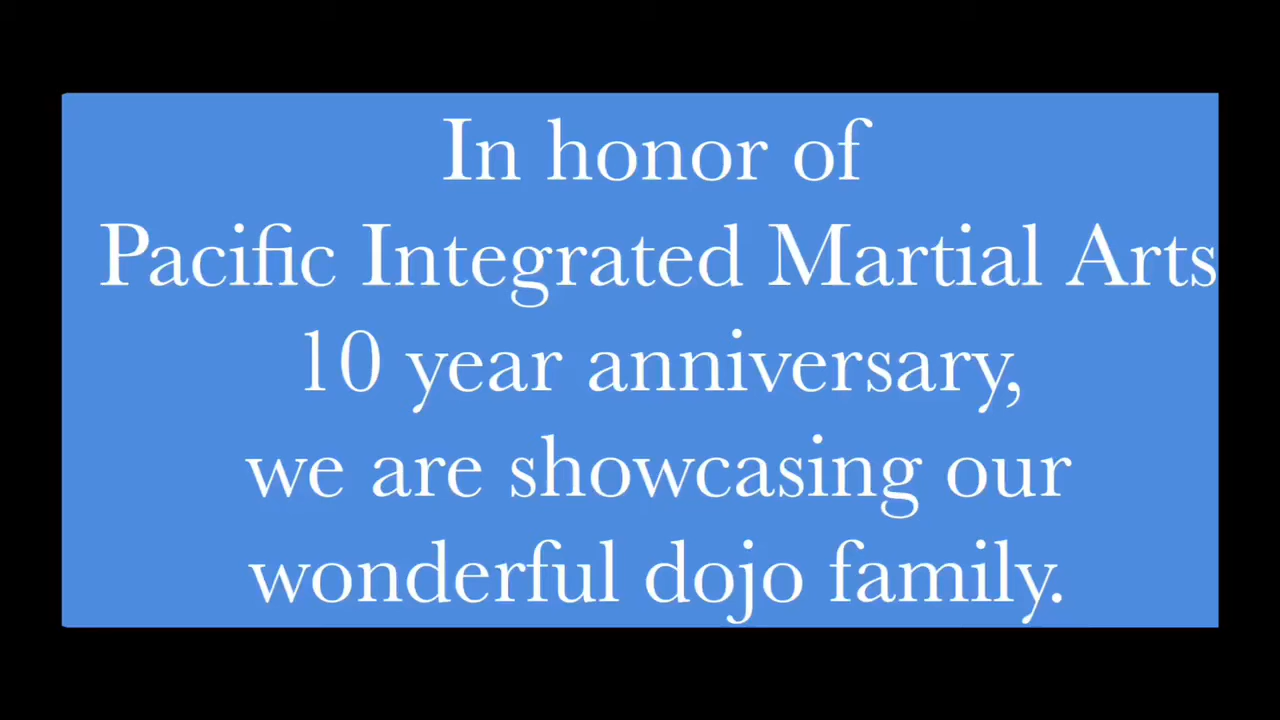 In honor of
Pacific Integrated Martial Arts
10 year anniversary,
we are showcasing our
wonderful dojo family.